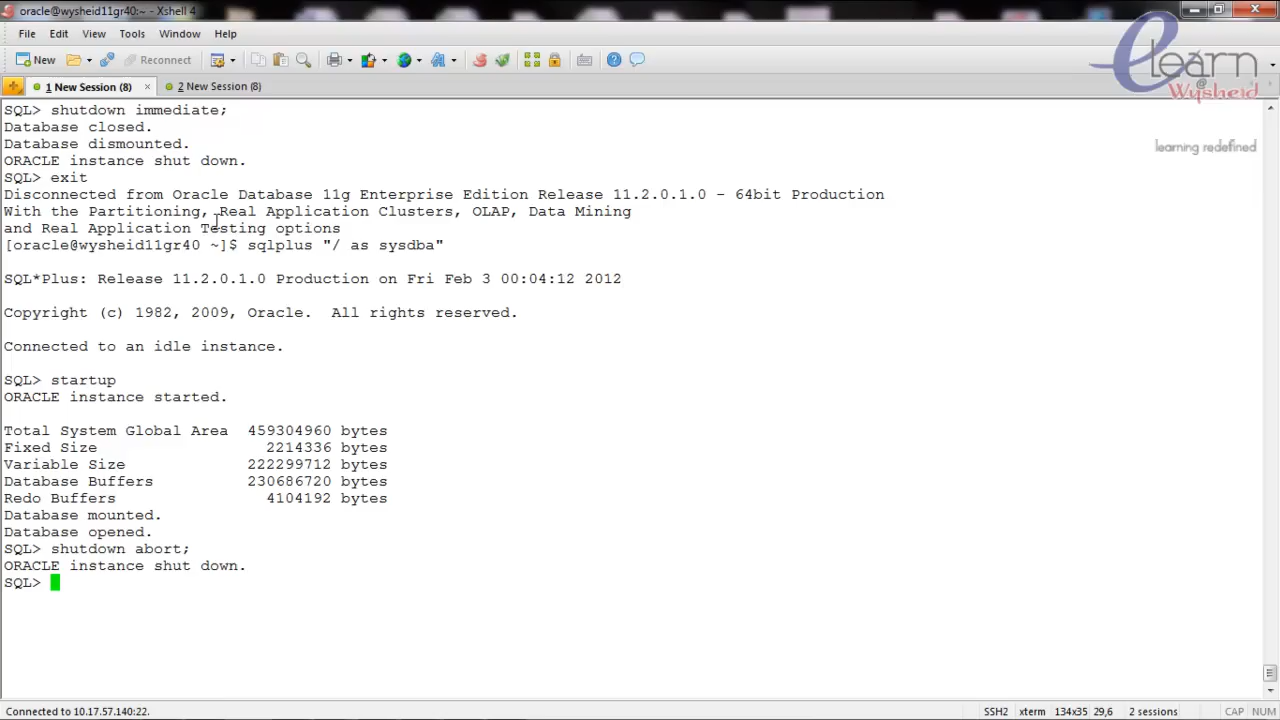 oracle@wysheid11gr40:~ - Xshell 4
File Edit View Tools Window Help
New Reconnect
1 New Session (8) × 2 New Session (8)
elearn
@
Wysheid
learning redefined
SQL> shutdown immediate;
Database closed.
Database dismounted.
ORACLE instance shut down.
SQL> exit
Disconnected from Oracle Database 11g Enterprise Edition Release 11.2.0.1.0 - 64bit Production
With the Partitioning, Real Application Clusters, OLAP, Data Mining
and Real Application Testing options
[oracle@wysheid11gr40 ~]$ sqlplus "/ as sysdba"
SQL*Plus: Release 11.2.0.1.0 Production on Fri Feb 3 00:04:12 2012
Copyright (c) 1982, 2009, Oracle.  All rights reserved.
Connected to an idle instance.
SQL> startup
ORACLE instance started.
Total System Global Area  459304960 bytes
Fixed Size                  2214336 bytes
Variable Size             222299712 bytes
Database Buffers          230686720 bytes
Redo Buffers                4104192 bytes
Database mounted.
Database opened.
SQL> shutdown abort;
ORACLE instance shut down.
SQL>
Connected to 10.17.57.140:22. SSH2 xterm 134x35 29,6 2 sessions CAP NUM